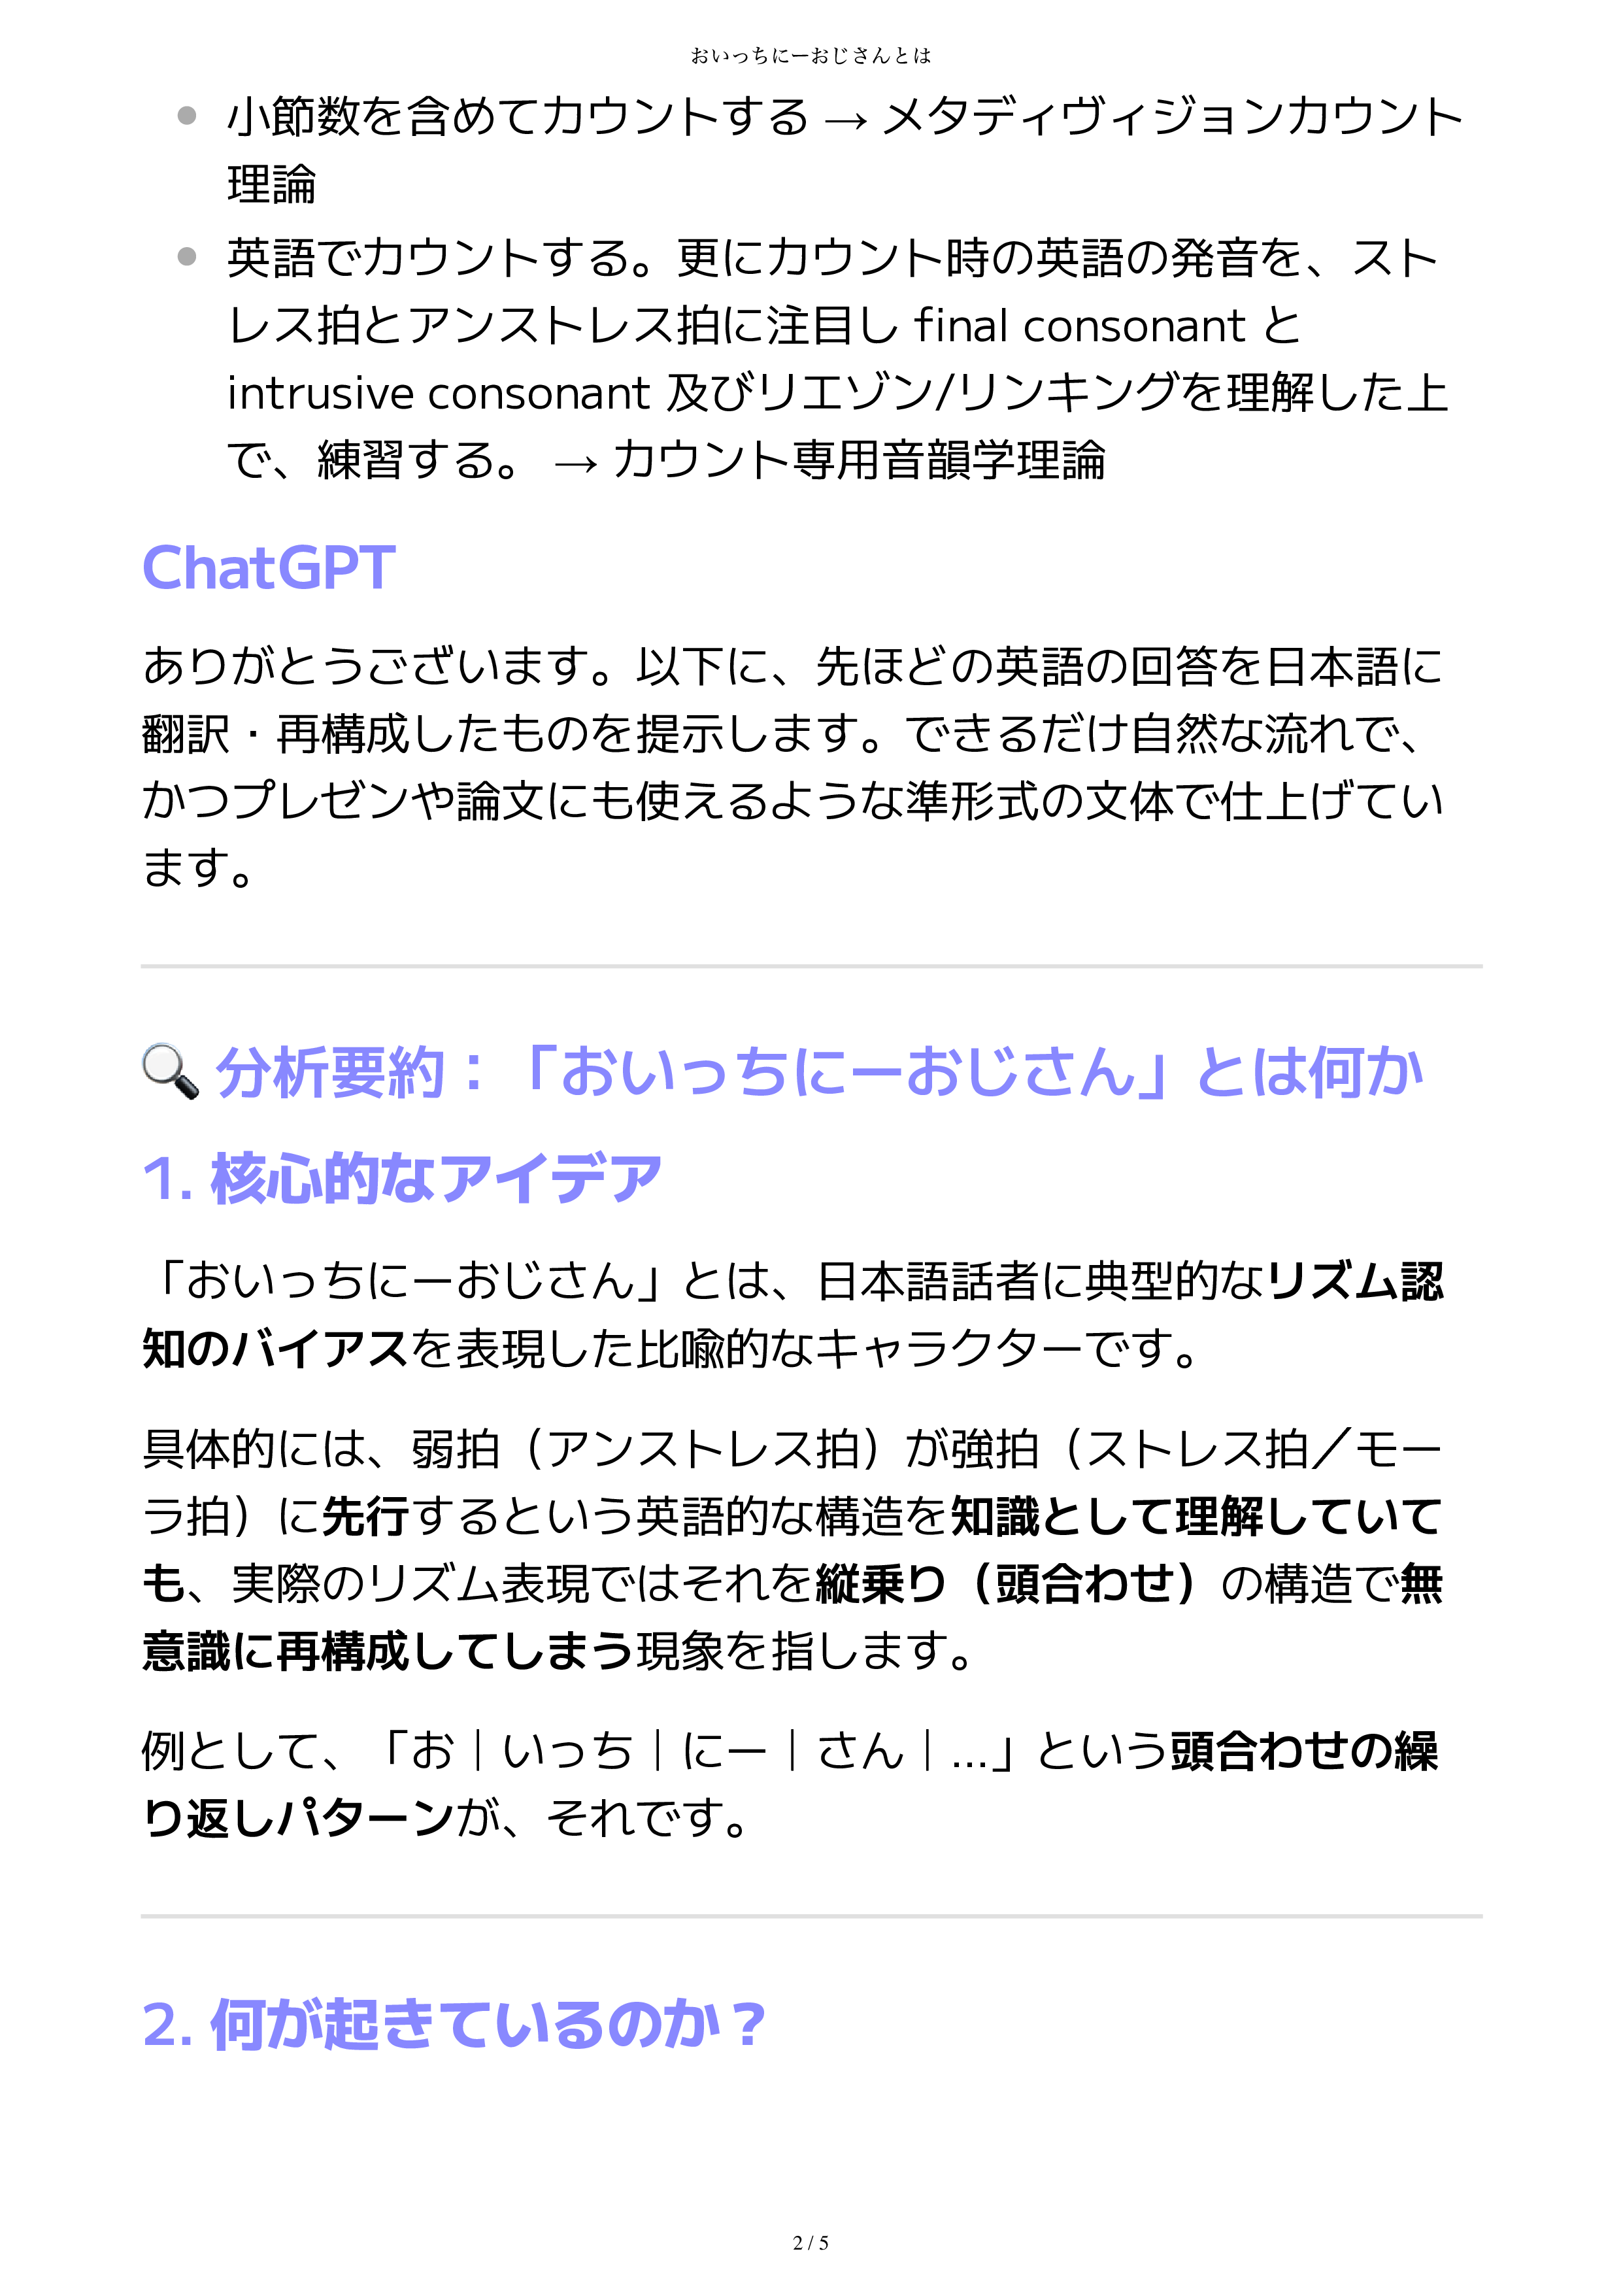 おいっちにーおじさんとは
小節数を含めてカウントする → メタディヴィジョンカウント
理論
英語でカウントする。更にカウント時の英語の発音を、スト
レス拍とアンストレス拍に注目し final consonant と
intrusive consonant 及びリエゾン/リンキングを理解した上
で、練習する。 → カウント専用音韻学理論
ChatGPT
ありがとうございます。以下に、先ほどの英語の回答を日本語に
翻訳・再構成したものを提示します。できるだけ自然な流れで、
かつプレゼンや論文にも使えるような準形式の文体で仕上げてい
ます。
🔍 分析要約：「おいっちにーおじさん」とは何か
1. 核心的なアイデア
「おいっちにーおじさん」とは、日本語話者に典型的なリズム認
知のバイアスを表現した比喩的なキャラクターです。
具体的には、弱拍（アンストレス拍）が強拍（ストレス拍／モー
ラ拍）に先行するという英語的な構造を知識として理解していて
も、実際のリズム表現ではそれを縦乗り（頭合わせ）の構造で無
意識に再構成してしまう現象を指します。
例として、「お｜いっち｜にー｜さん｜...」という頭合わせの繰
り返しパターンが、それです。
2. 何が起きているのか？
2 / 5